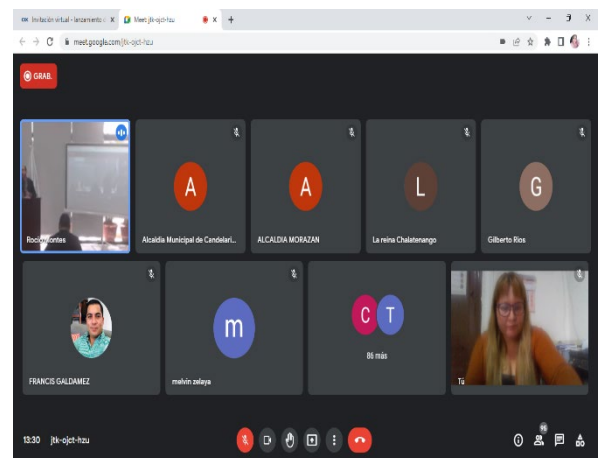 Invitación virtual - lanzamiento
Meet jtk-ojct-hzu
meet.google.com/jtk-ojct-hzu
GRAB.
A
A
L
G
Alcaldía Municipal de Candelari...
ALCALDIA MORAZAN
La reina Chalatenango
Gilberto Rios
m
C T
86 más
FRANCIS GALDAMEZ
melvin zelaya
Tú
95
13:30 jtk-ojct-hzu